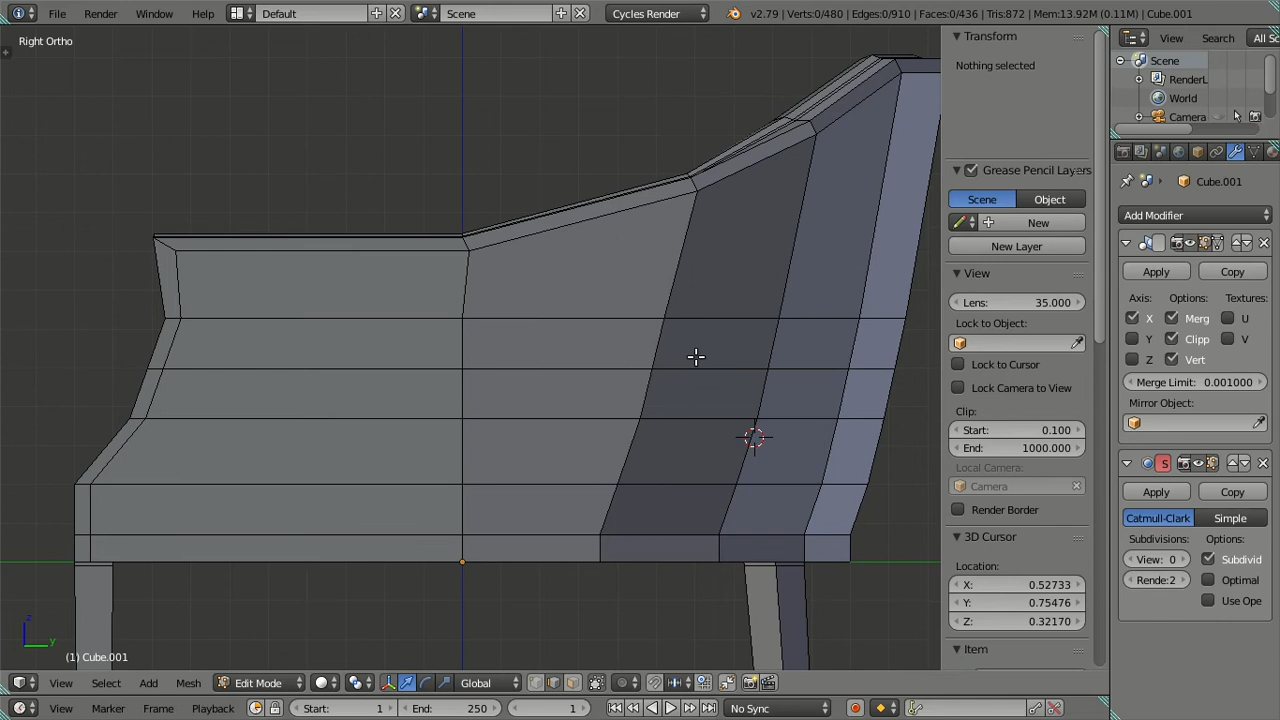 File Render Window Help Default Scene Cycles Render v2.79 | Verts:0/480 | Edges:0/910 | Faces:0/436 | Tris:872 | Mem:13.92M (0.11M) | Cube.001
Right Ortho
Transform
Nothing selected
Grease Pencil Layers
Scene Object
New
New Layer
View
Lens: 35.000
Lock to Object:
Lock to Cursor
Lock Camera to View
Clip:
Start: 0.100
End: 1000.000
Local Camera:
Camera
Render Border
3D Cursor
Location:
X: 0.52733
Y: 0.75476
Z: 0.32170
Item
View Search All Sc
Scene
RenderL
World
Camera
Cube.001
Add Modifier
Apply Copy
Axis: Options: Textures:
X Merg U
Y Clipp V
Z Vert
Merge Limit: 0.001000
Mirror Object:
S
Apply Copy
Catmull-Clark Simple
Subdivisions: Options:
View: 0 Subdivid
Rende: 2 Optimal
Use Ope
z
y
(1) Cube.001
View Select Add Mesh Edit Mode Global
View Marker Frame Playback Start: 1 End: 250 1 No Sync